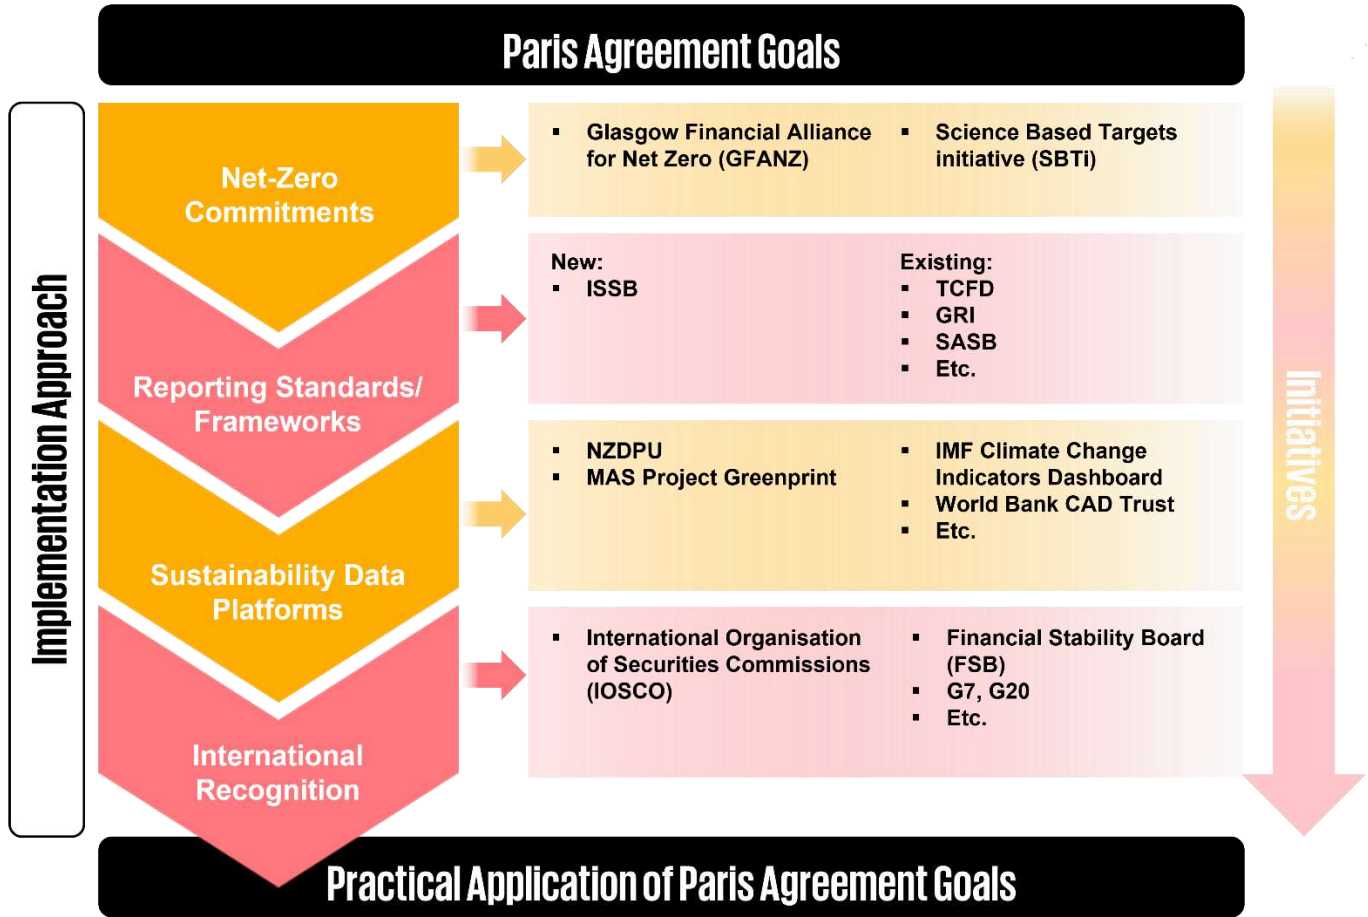 Paris Agreement Goals
Implementation Approach
Net-Zero
Commitments
▪ Glasgow Financial Alliance
for Net Zero (GFANZ)
▪ Science Based Targets
initiative (SBTi)
Reporting Standards/
Frameworks
New:
▪ ISSB
Existing:
▪ TCFD
▪ GRI
▪ SASB
▪ Etc.
Sustainability Data
Platforms
▪ NZDPU
▪ MAS Project Greenprint
▪ IMF Climate Change
Indicators Dashboard
▪ World Bank CAD Trust
▪ Etc.
International
Recognition
▪ International Organisation
of Securities Commissions
(IOSCO)
▪ Financial Stability Board
(FSB)
▪ G7, G20
▪ Etc.
Initiatives
Practical Application of Paris Agreement Goals